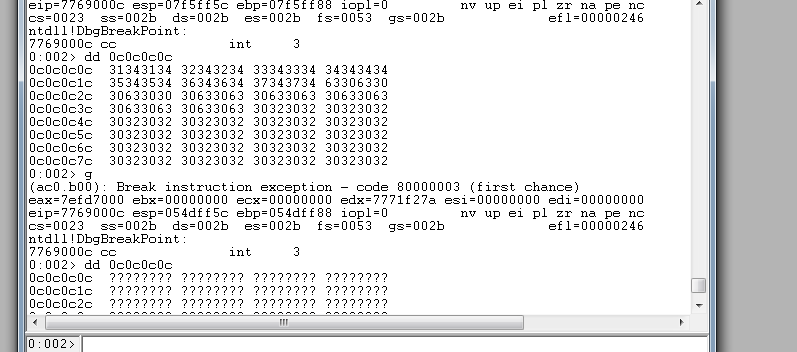 eip=7769000c esp=07f5ff5c ebp=07f5ff88 iopl=0         nv up ei pl zr na pe nc
cs=0023  ss=002b  ds=002b  es=002b  fs=0053  gs=002b             efl=00000246
ntdll!DbgBreakPoint:
7769000c cc              int     3
0:002> dd 0c0c0c0c
0c0c0c0c  31343134 32343234 33343334 34343434
0c0c0c1c  35343534 36343634 37343734 63306330
0c0c0c2c  30633030 30633063 30633063 30633063
0c0c0c3c  30633063 30633063 30323032 30323032
0c0c0c4c  30323032 30323032 30323032 30323032
0c0c0c5c  30323032 30323032 30323032 30323032
0c0c0c6c  30323032 30323032 30323032 30323032
0c0c0c7c  30323032 30323032 30323032 30323032
0:002> g
(ac0.b00): Break instruction exception - code 80000003 (first chance)
eax=7efd7000 ebx=00000000 ecx=00000000 edx=7771f27a esi=00000000 edi=00000000
eip=7769000c esp=054dff5c ebp=054dff88 iopl=0         nv up ei pl zr na pe nc
cs=0023  ss=002b  ds=002b  es=002b  fs=0053  gs=002b             efl=00000246
ntdll!DbgBreakPoint:
7769000c cc              int     3
0:002> dd 0c0c0c0c
0c0c0c0c  ???????? ???????? ???????? ????????
0c0c0c1c  ???????? ???????? ???????? ????????
0c0c0c2c  ???????? ???????? ???????? ????????
0:002>